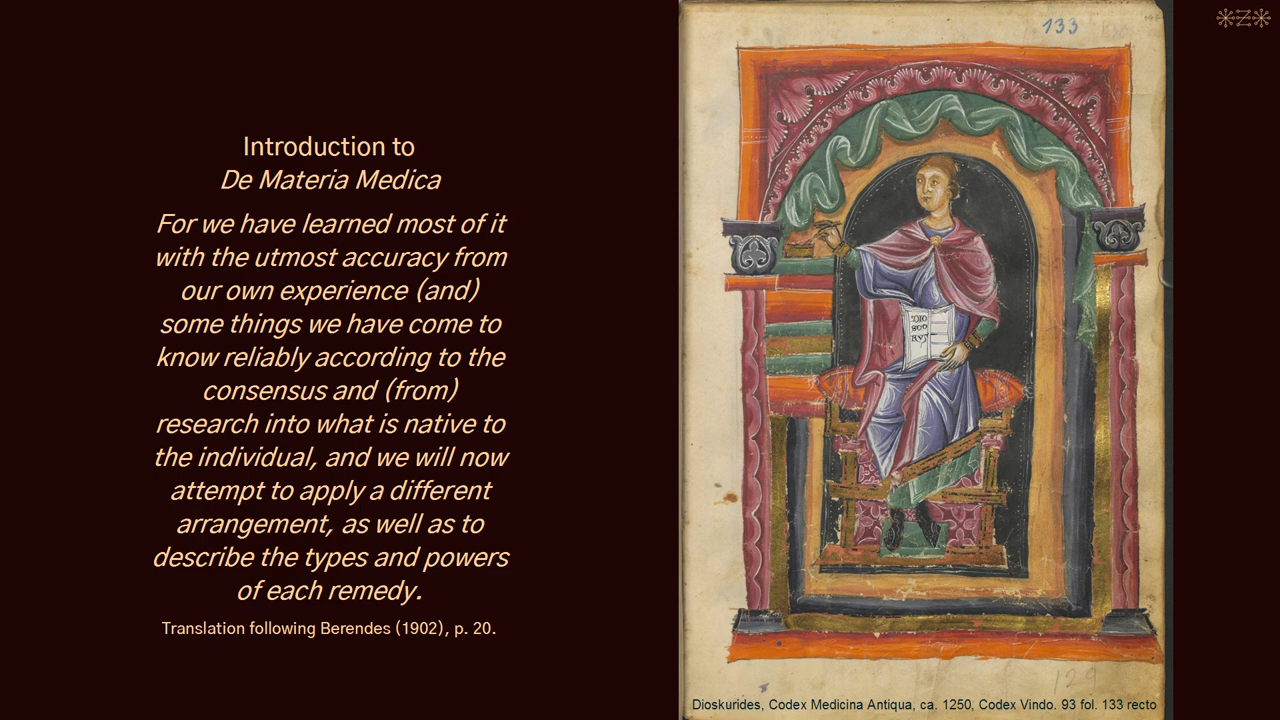 Introduction to
De Materia Medica
For we have learned most of it
with the utmost accuracy from
our own experience (and)
some things we have come to
know reliably according to the
consensus and (from)
research into what is native to
the individual, and we will now
attempt to apply a different
arrangement, as well as to
describe the types and powers
of each remedy.
Translation following Berendes (1902), p. 20.
133
DIO
SCO
RVS
129
Dioskurides, Codex Medicina Antiqua, ca. 1250, Codex Vindo. 93 fol. 133 recto